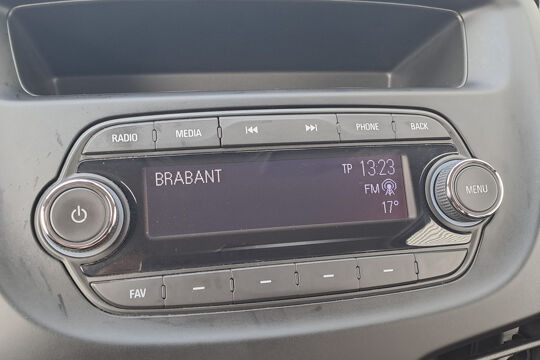 RADIO MEDIA PHONE BACK
BRABANT TP 13:23
FM
17°
MENU
FAV